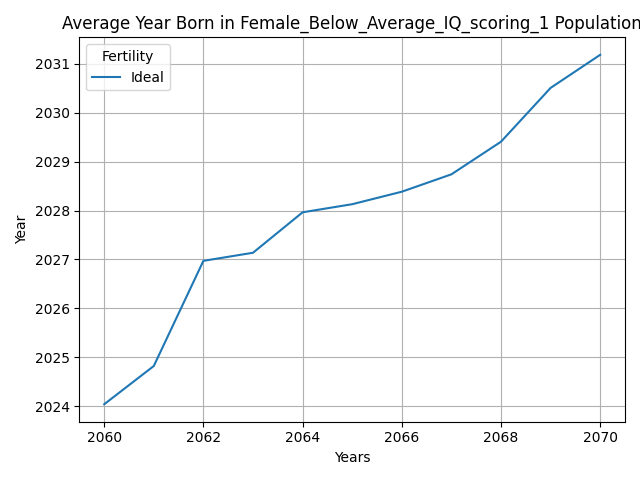 Average Year Born in Female_Below_Average_IQ_scoring_1 Population
Fertility
Ideal
2031
2030
2029
2028
2027
2026
2025
2024
Year
2060 2062 2064 2066 2068 2070
Years